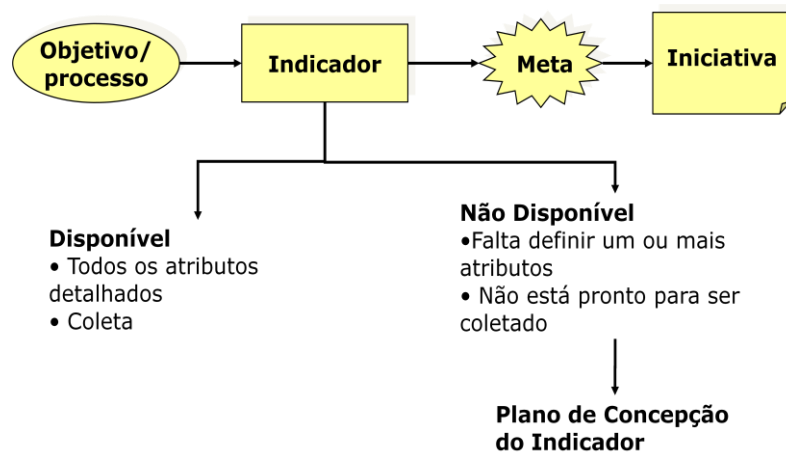 Objetivo/
processo
Indicador
Meta
Iniciativa
Disponível
• Todos os atributos
detalhados
• Coleta
Não Disponível
•Falta definir um ou mais
atributos
• Não está pronto para ser
coletado
Plano de Concepção
do Indicador